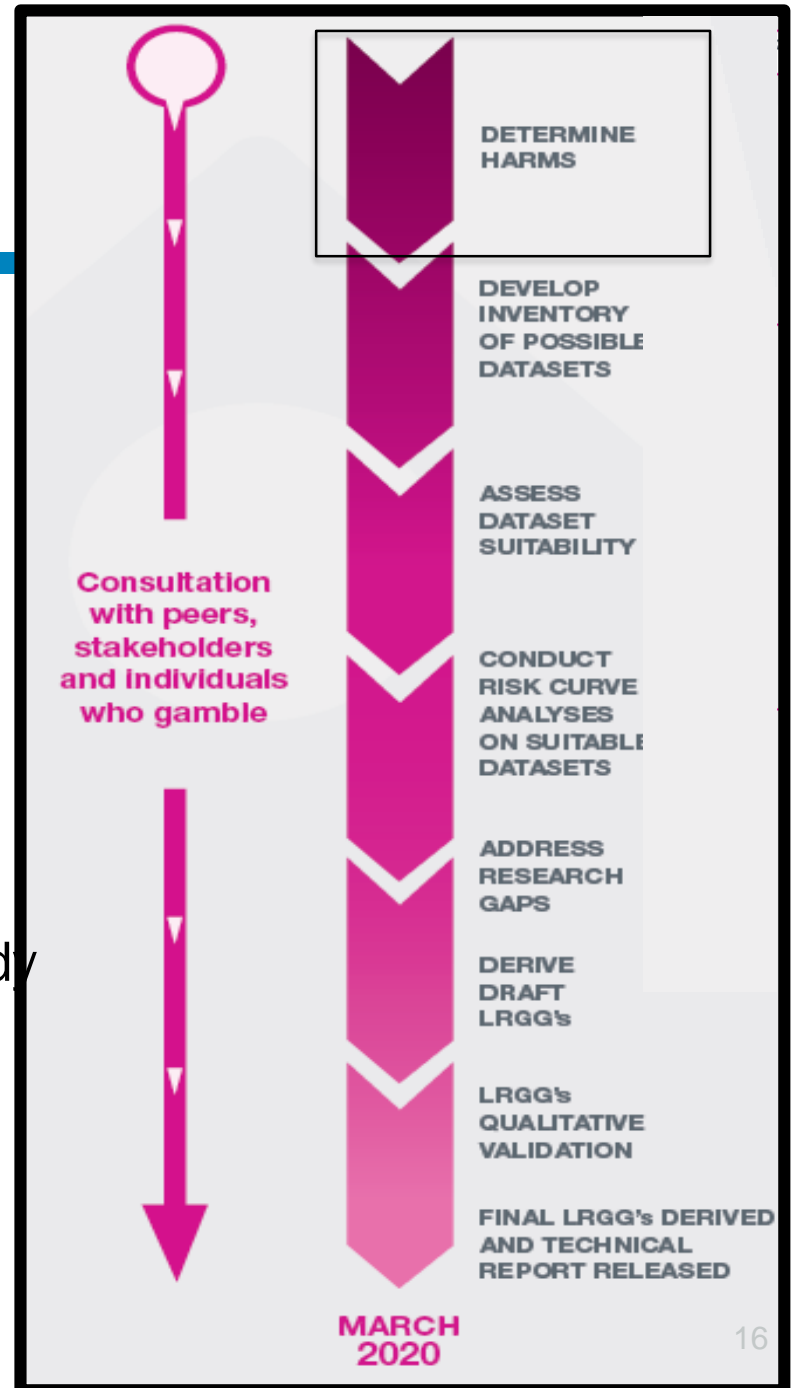 DETERMINE
HARMS
DEVELOP
INVENTORY
OF POSSIBLE
DATASETS
ASSESS
DATASET
SUITABILITY
Consultation
with peers,
stakeholders
and individuals
who gamble
CONDUCT
RISK CURVE
ANALYSES
ON SUITABLE
DATASETS
ADDRESS
RESEARCH
GAPS
dy
DERIVE
DRAFT
LRGG's
LRGG's
QUALITATIVE
VALIDATION
FINAL LRGG's DERIVED
AND TECHNICAL
REPORT RELEASED
MARCH
2020
16